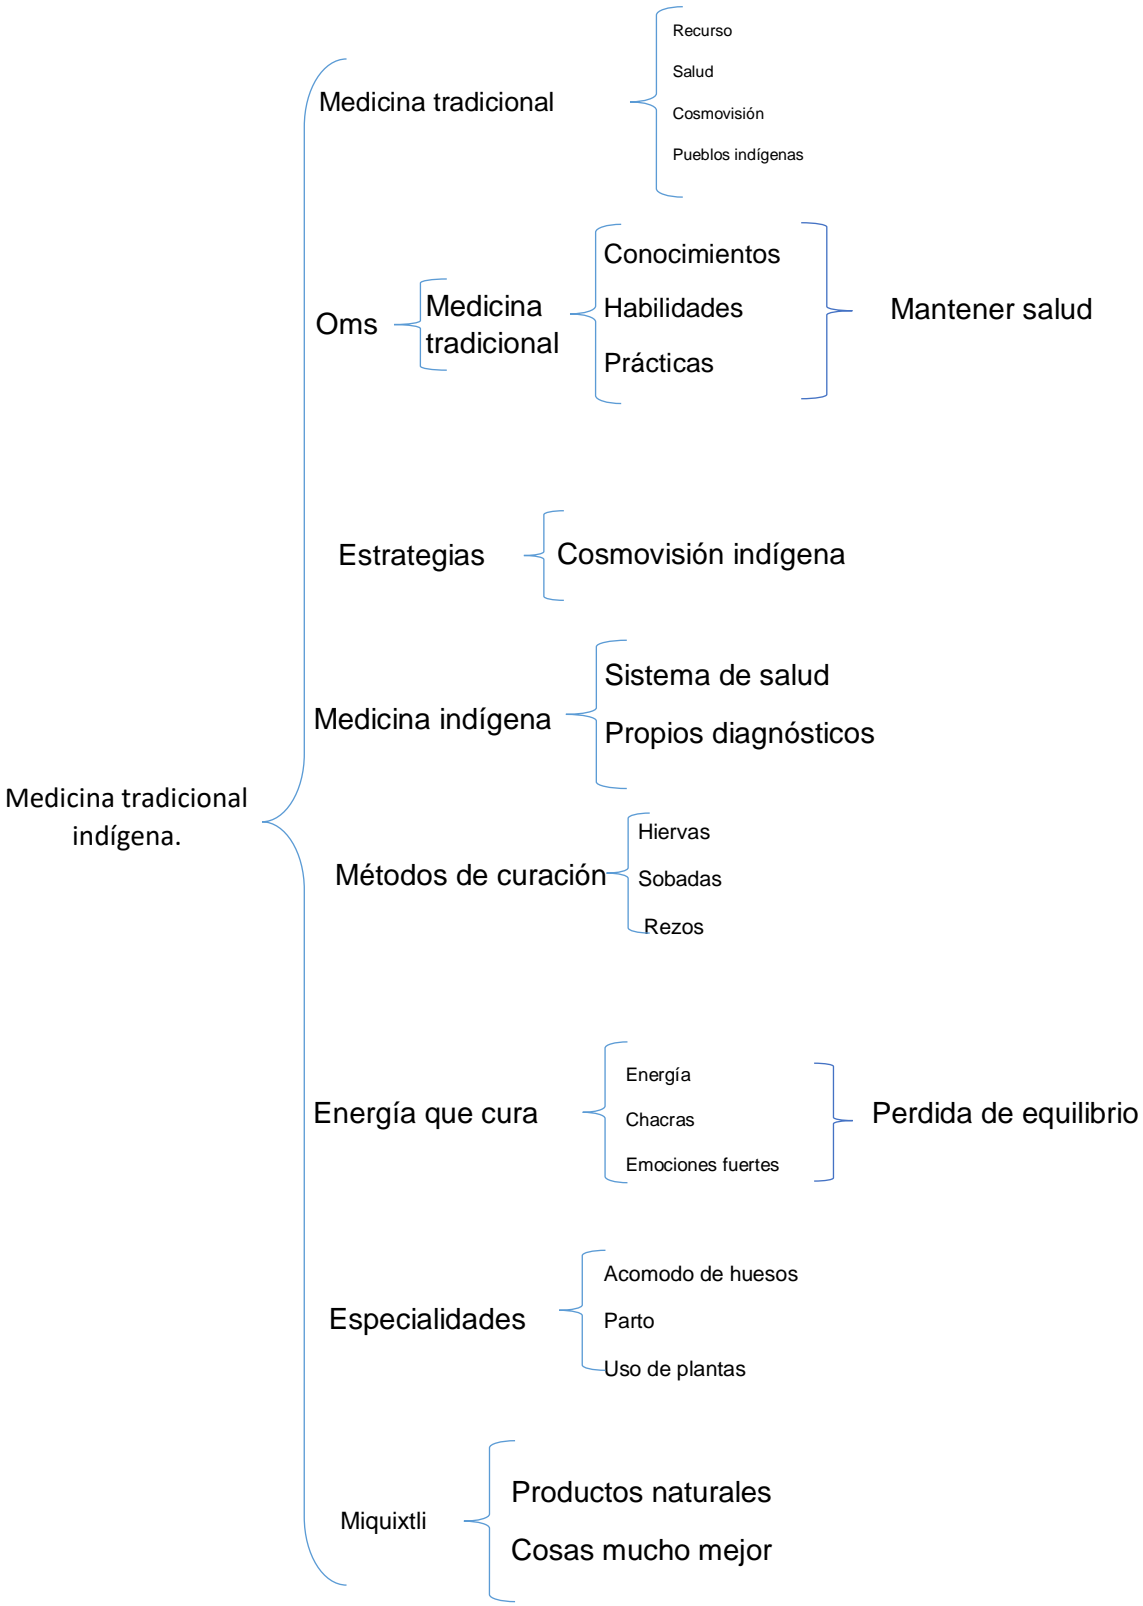 Medicina tradicional
indígena.
Medicina tradicional
Recurso
Salud
Cosmovisión
Pueblos indígenas
Oms
Medicina
tradicional
Conocimientos
Habilidades
Prácticas
Mantener salud
Estrategias
Cosmovisión indígena
Medicina indígena
Sistema de salud
Propios diagnósticos
Métodos de curación
Hiervas
Sobadas
Rezos
Energía que cura
Energía
Chacras
Emociones fuertes
Perdida de equilibrio
Especialidades
Acomodo de huesos
Parto
Uso de plantas
Miquixtli
Productos naturales
Cosas mucho mejor